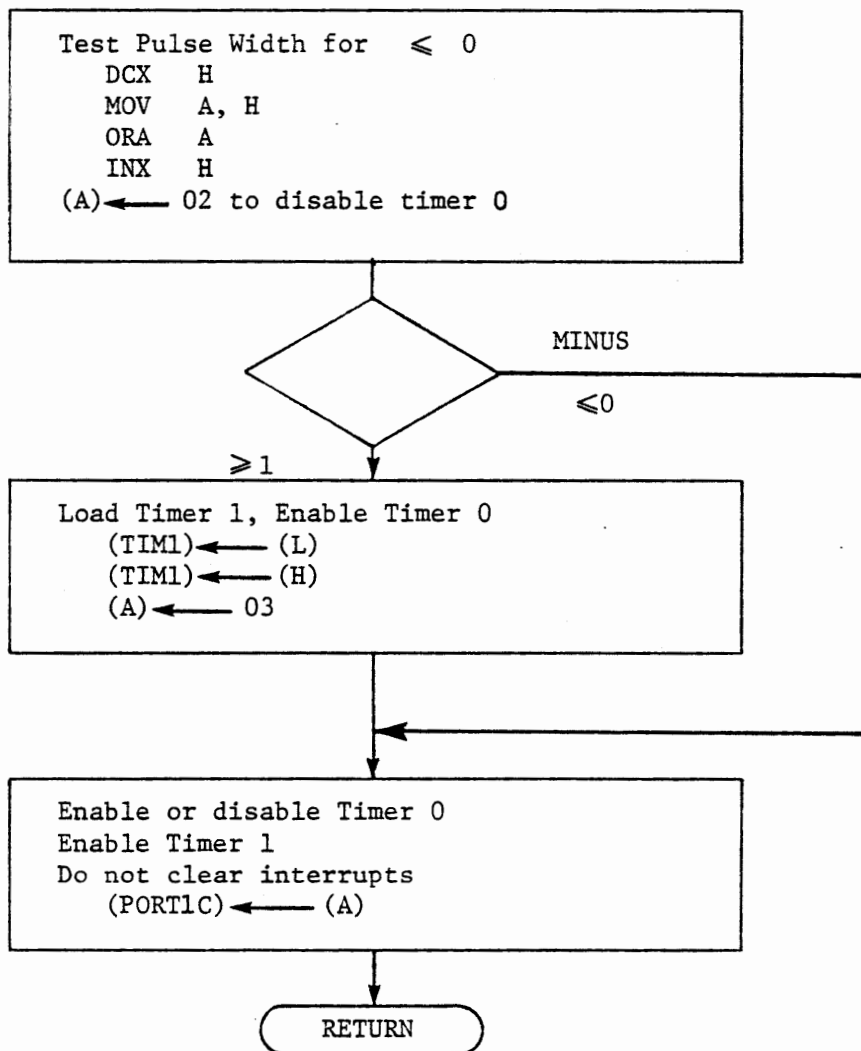 Test Pulse Width for ⩽ 0
DCX H
MOV A, H
ORA A
INX H
(A)← 02 to disable timer 0
MINUS
⩽0
⩾1
Load Timer 1, Enable Timer 0
(TIM1)← (L)
(TIM1)← (H)
(A)← 03
Enable or disable Timer 0
Enable Timer 1
Do not clear interrupts
(PORT1C)← (A)
RETURN